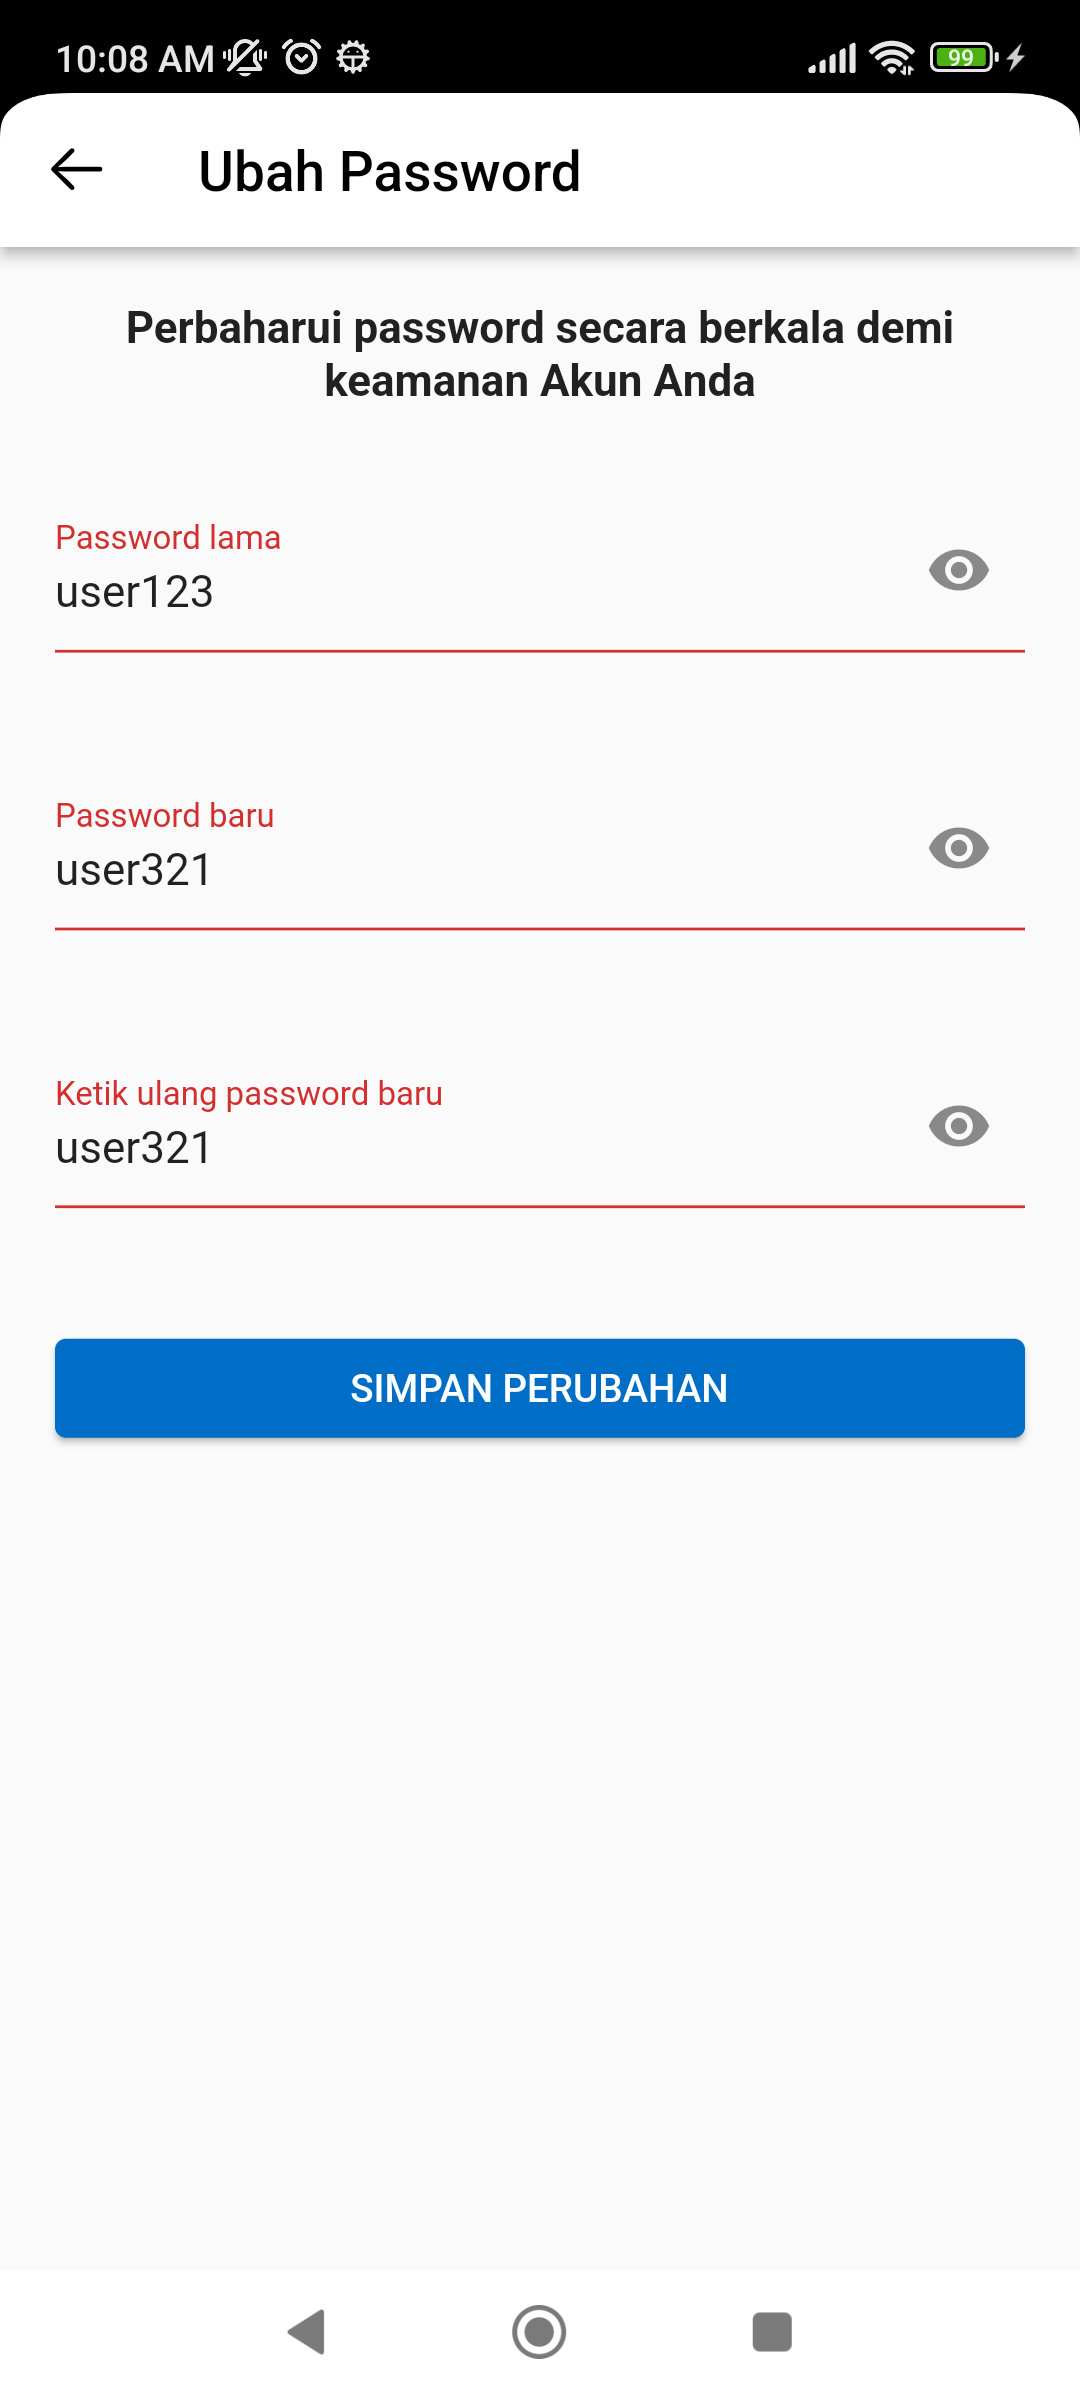 10:08 AM
99
Ubah Password
Perbaharui password secara berkala demi
keamanan Akun Anda
Password lama
user123
Password baru
user321
Ketik ulang password baru
user321
SIMPAN PERUBAHAN